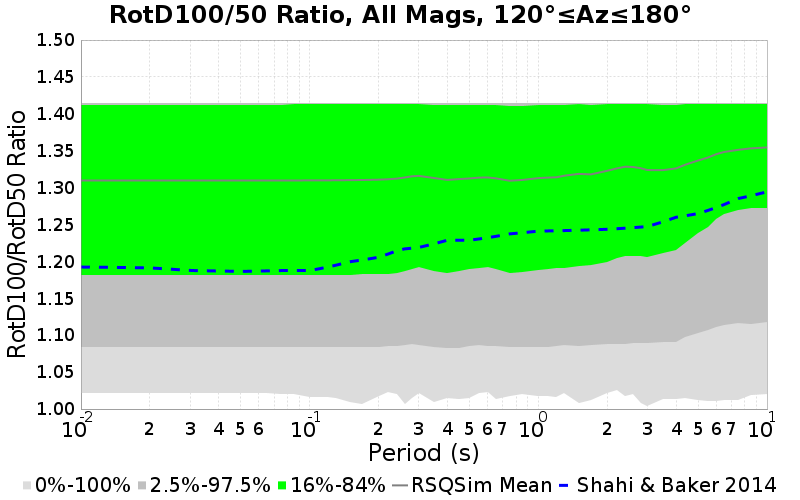 RotD100/50 Ratio, All Mags, 120°≤Az≤180°
RotD100/RotD50 Ratio
1.50
1.45
1.40
1.35
1.30
1.25
1.20
1.15
1.10
1.05
1.00
10-2 2 3 4 5 6 10-1 2 3 4 5 6 7 100 2 3 4 5 6 7 101
Period (s)
0%-100% 2.5%-97.5% 16%-84% RSQSim Mean Shahi & Baker 2014